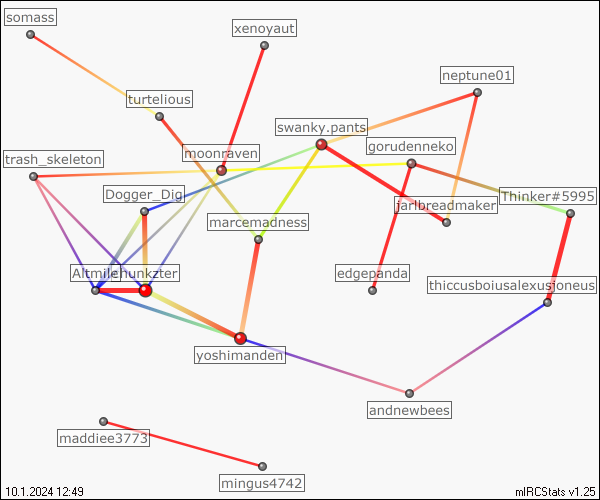 somass
xenoyaut
neptune01
turtelious
swanky.pants
gorudenneko
moonraven
trash_skeleton
Dogger_Dig
Thinker#5995
jarlbreadmaker
marcemadness
hunkzter
edgepanda
thiccusboiusalexusjoneus
yoshimanden
andnewbees
maddiee3773
mingus4742
10.1.2024 12:49
mIRCStats v1.25